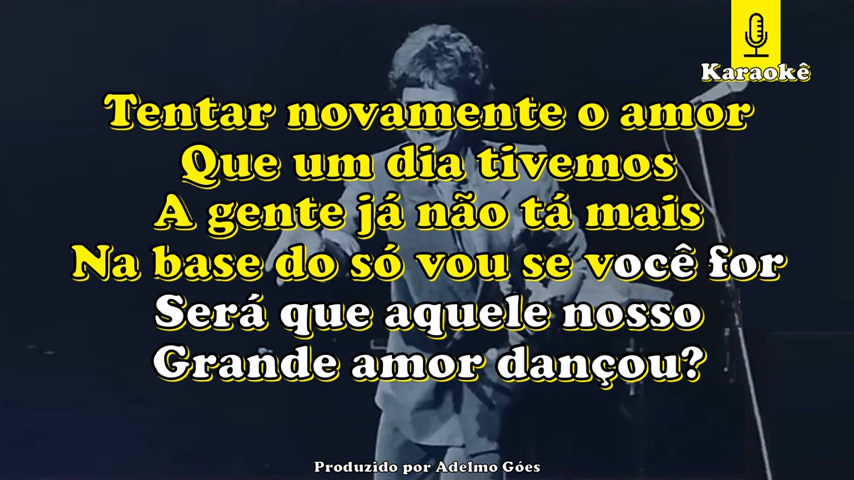 Karaokê
Tentar novamente o amor
Que um dia tivemos
A gente já não tá mais
Na base do só vou se você for
Será que aquele nosso
Grande amor dançou?
Produzido por Adelmo Góes